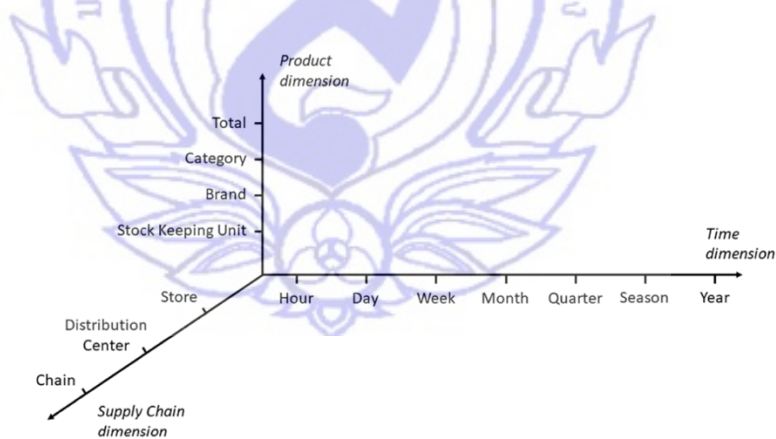 Product
dimension
Total
Category
Brand
Stock Keeping Unit
Time
dimension
Hour
Day
Week
Month
Quarter
Season
Year
Store
Distribution
Center
Chain
Supply Chain
dimension